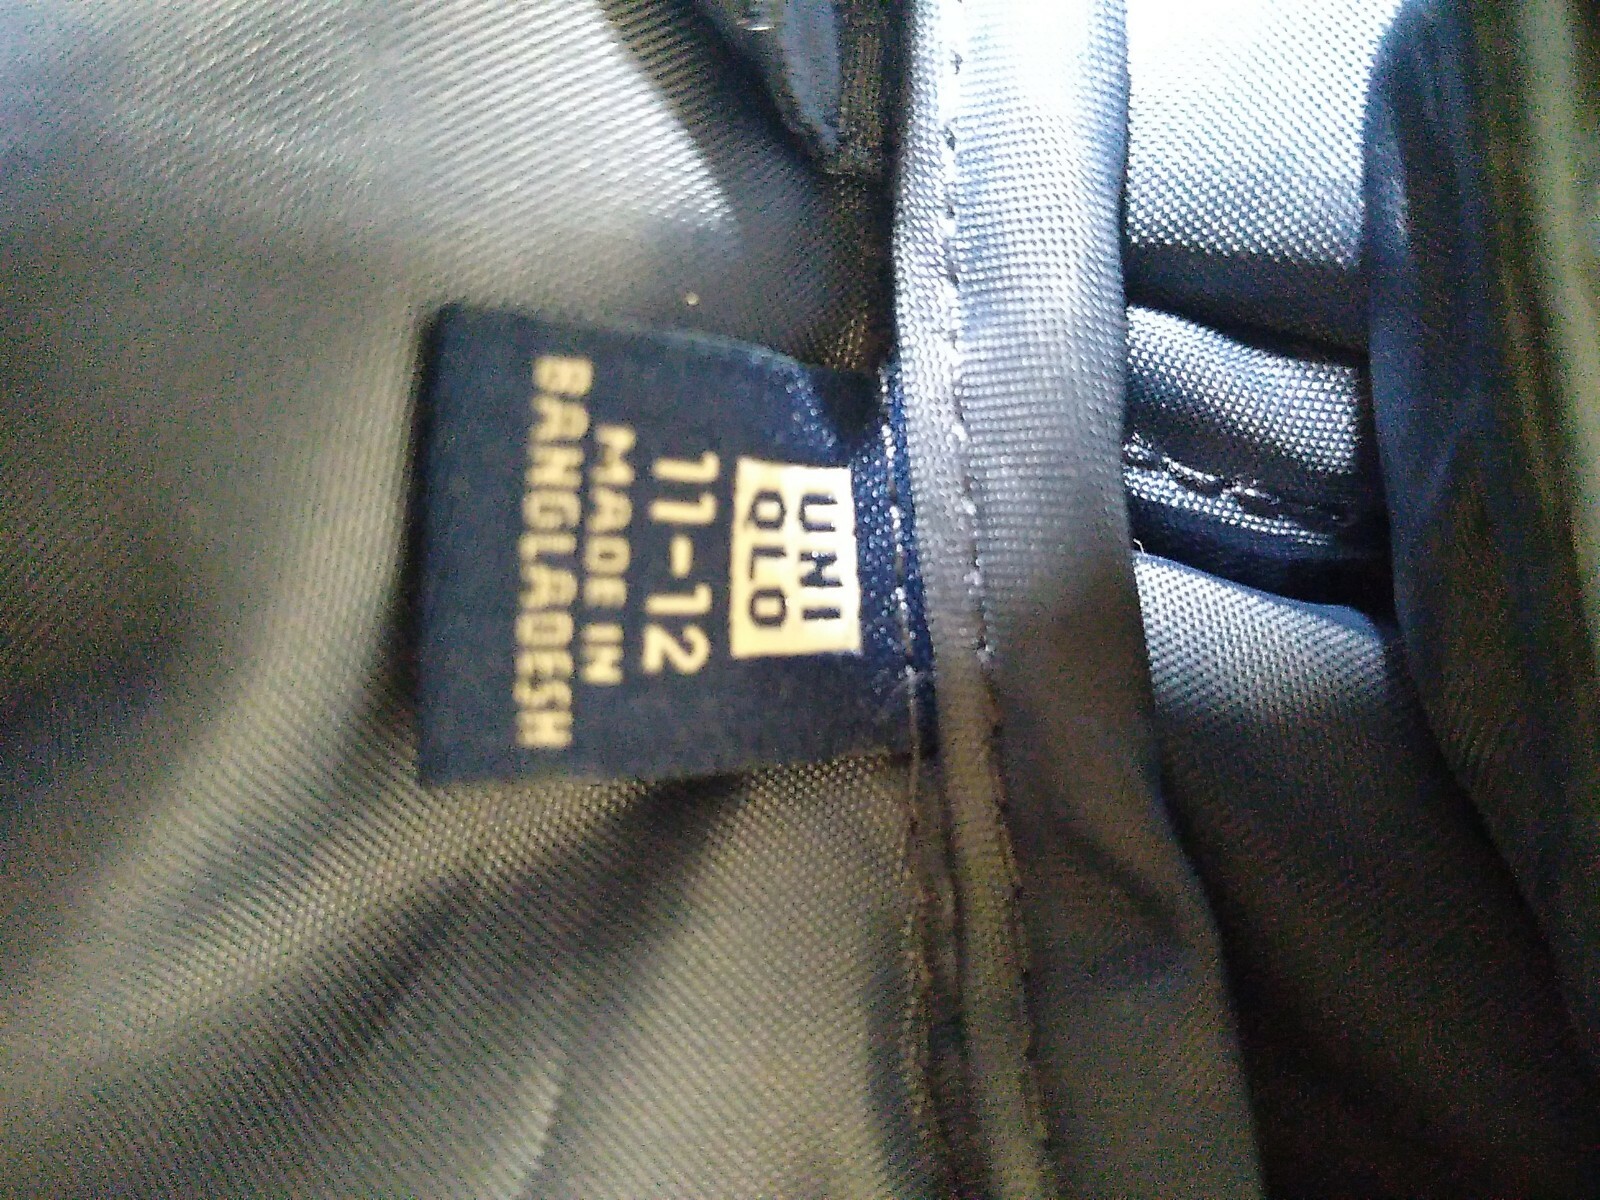 UNI
QLO
11-12
MADE IN
BANGLADESH